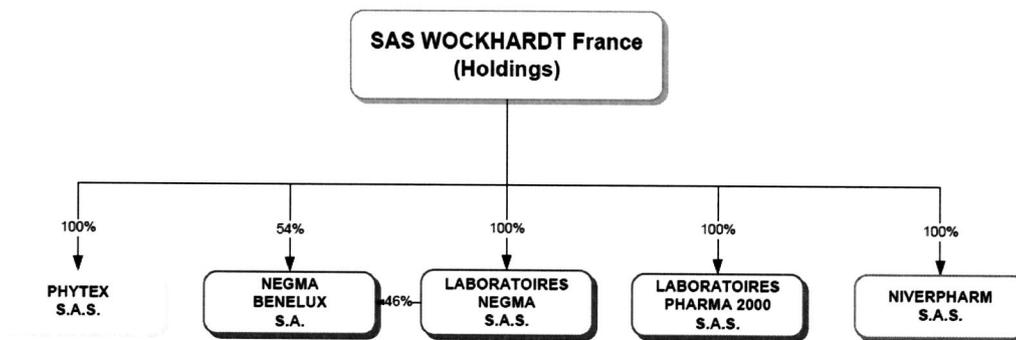 SAS WOCKHARDT France
(Holdings)
100%
54%
100%
100%
100%
PHYTEX
S.A.S.
NEGMA
BENELUX
S.A.
46%
LABORATOIRES
NEGMA
S.A.S.
LABORATOIRES
PHARMA 2000
S.A.S.
NIVERPHARM
S.A.S.